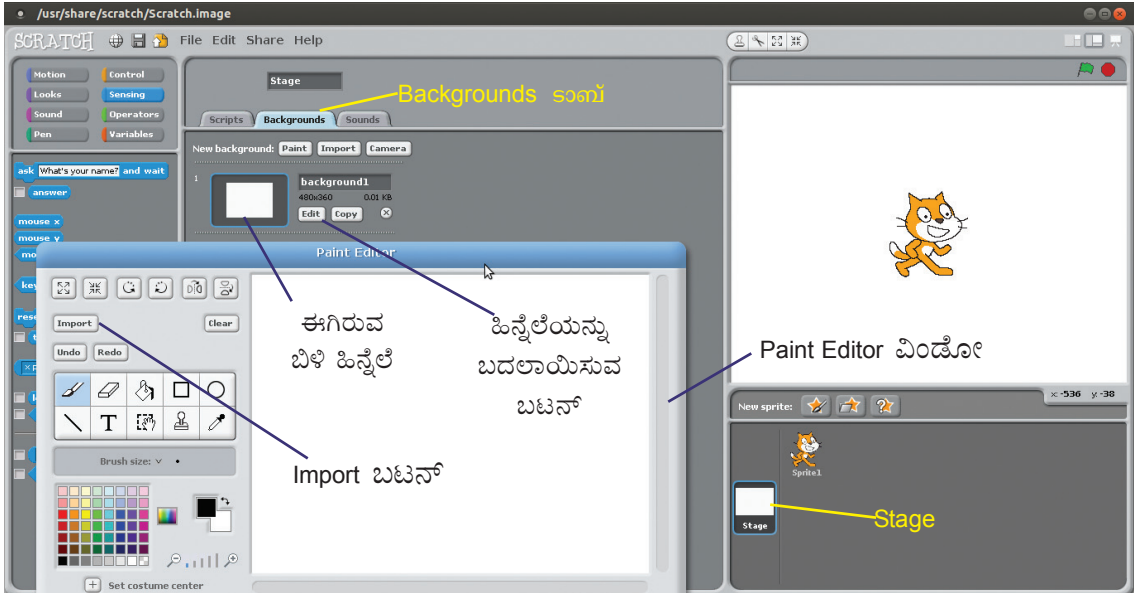 /usr/share/scratch/Scratch.image
SCRATCH File Edit Share Help
Motion Control
Looks Sensing
Sound Operators
Pen Variables
Stage
Backgrounds ടാബ്
Scripts Backgrounds Sounds
New background: Paint Import Camera
1
background1
480x360 0.01 KB
Edit Copy
ask What's your name? and wait
answer
mouse x
mouse y
mo
key
rese
Paint Editor
Import Clear
Undo Redo
T
Brush size:
Set costume center
ಈಗಿರುವ
ಬಿಳಿ ಹಿನ್ನೆಲೆ
ಹಿನ್ನೆಲೆಯನ್ನು
ಬದಲಾಯಿಸುವ
ಬಟನ್
Import ಬಟನ್
Paint Editor ವಿಂಡೋ
x: -536 y: -38
New sprite:
Sprite1
Stage
Stage